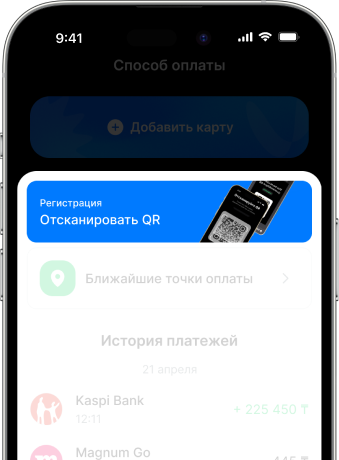 9:41
Способ оплаты
Добавить карту
Регистрация
Отсканировать QR
Ближайшие точки оплаты
История платежей
21 апреля
Kaspi Bank
+ 225 450 ₸
12:11
Magnum Go